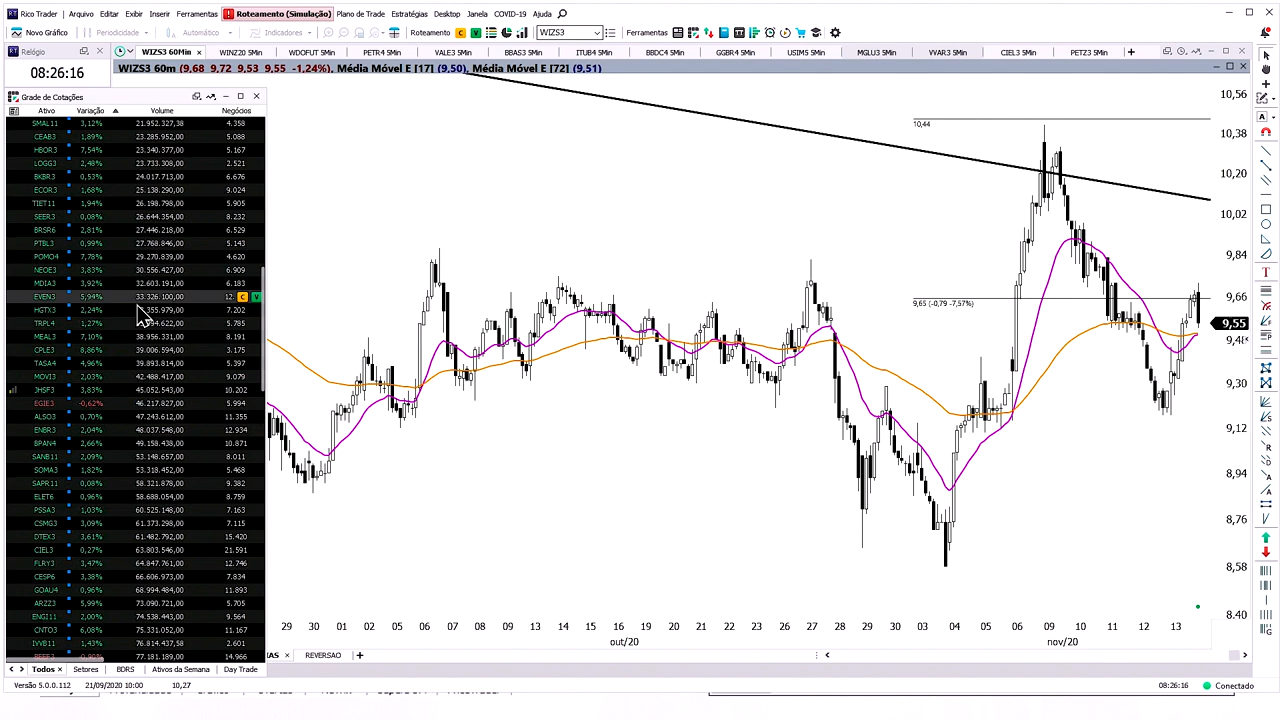 Rico Trader Arquivo Editar Exibir Inserir Ferramentas Roteamento (Simulação) Plano de Trade Estratégias Desktop Janela COVID-19 Ajuda
Novo Gráfico Periodicidade Automático Indicadores Roteamento C V WIZS3 Ferramentas
Relógio WIZS3 60Min WINZ20 5Min WDOFUT 5Min PETR4 5Min VALE3 5Min BBAS3 5Min ITUB4 5Min BBDC4 5Min GGBR4 5Min USIM5 5Min MGLU3 5Min VVAR3 5Min CIEL3 5Min PETZ3 5Min
08:26:16
WIZS3 60m (9,68 9,72 9,53 9,55 -1,24%), Média Móvel E [17] (9,50), Média Móvel E [72] (9,51)
Grade de Cotações
Ativo Variação Volume Negócios
SMAL11 3,12% 21.952.327,38 4.358
CEAB3 1,89% 23.285.952,00 5.088
HBOR3 7,54% 23.340.377,00 5.167
LOGG3 2,48% 23.733.308,00 2.521
BKBR3 0,53% 24.017.713,00 6.676
ECOR3 1,68% 25.138.290,00 9.024
TIET11 1,94% 26.198.798,00 5.905
SEER3 0,08% 26.644.354,00 8.232
BRSR6 2,81% 27.446.218,00 6.529
PTBL3 0,99% 27.768.846,00 5.143
POMO4 7,78% 29.270.839,00 4.620
NEOE3 3,83% 30.556.427,00 6.909
MDIA3 3,92% 32.603.191,00 6.183
EVEN3 5,94% 33.326.100,00 12. C V
HGTX3 2,24% 355.979,00 7.202
TRPL4 1,27% 622,00 5.785
MEAL3 7,10% 38.956.331,00 8.191
CPLE3 8,86% 39.006.594,00 3.175
TASA4 4,96% 39.893.814,00 5.397
MOVI3 2,03% 42.488.417,00 9.079
JHSF3 3,83% 45.052.543,00 10.202
EGIE3 -0,62% 46.217.827,00 5.994
ALSO3 0,70% 47.243.612,00 11.355
ENBR3 2,43% 48.037.548,00 12.934
BPAN4 2,66% 49.158.438,00 10.871
SANB11 2,09% 53.148.657,00 8.011
SOMA3 1,82% 53.318.452,00 5.468
SAPR11 0,08% 58.321.878,00 9.382
ELET6 0,96% 58.688.054,00 8.759
PSSA3 1,03% 60.525.148,00 7.163
CSMG3 3,09% 61.373.298,00 7.115
DTEX3 3,61% 61.482.792,00 15.420
CIEL3 0,27% 63.803.546,00 21.591
FLRY3 3,47% 64.847.761,00 12.746
CESP6 3,38% 66.606.973,00 7.834
GOAU4 0,96% 68.994.484,00 11.893
ARZZ3 5,99% 73.090.721,00 5.705
ENGI11 2,00% 74.538.443,00 9.564
CNTO3 6,08% 75.331.052,00 11.167
IVVB11 1,43% 76.814.437,58 2.601
BEEF3 -0,90% 77.181.189,00 14.966
Todos Setores BDRS Ativos da Semana Day Trade
10,44
9,65 (-0,79 -7,57%)
10,56
10,38
10,20
10,02
9,84
9,66
9,55
9,48
9,30
9,12
8,94
8,76
8,58
8.40
29 30 01 02 05 06 07 08 09 13 14 15 16 19 20 21 22 23 26 27 28 29 30 03 04 05 06 09 10 11 12 13
out/20 nov/20
REVERSAO
Versão 5.0.0.112 21/09/2020 10:00 10,27 08:26:16 Conectado